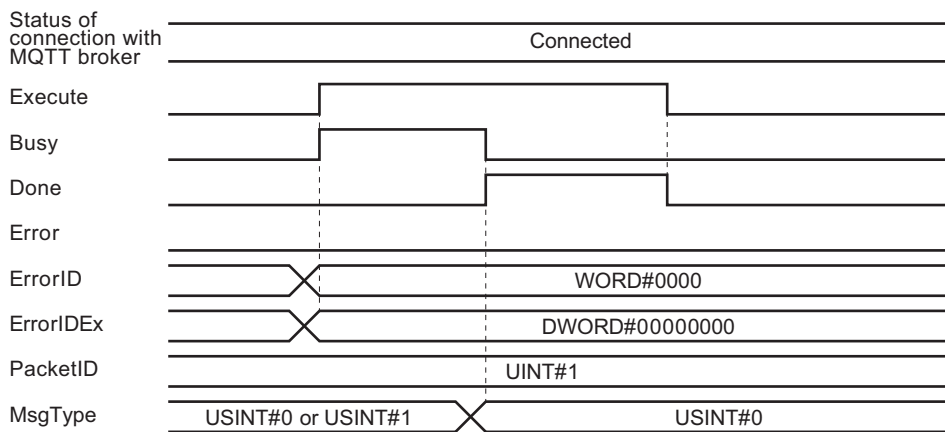 Status of
connection with
MQTT broker
Connected
Execute
Busy
Done
Error
ErrorID
WORD#0000
ErrorIDEx
DWORD#00000000
PacketID
UINT#1
MsgType
USINT#0 or USINT#1
USINT#0